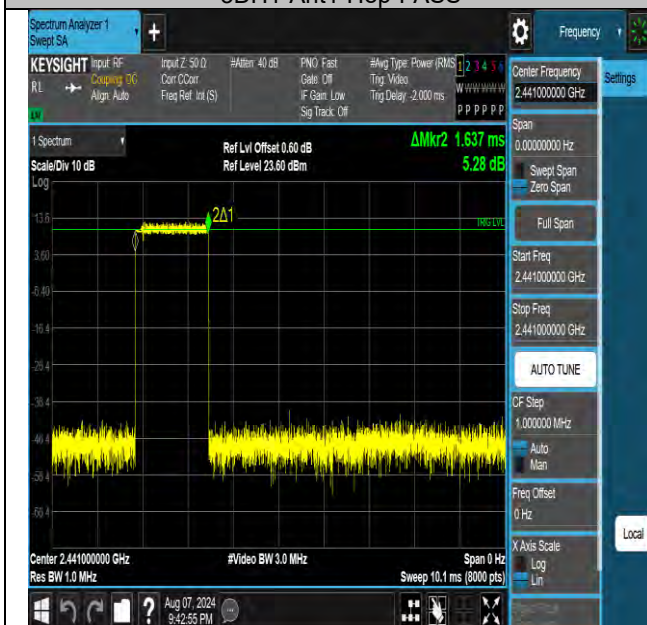 3DH1 Ant1 Hop PASS
Spectrum Analyzer 1
Swept SA
+
Frequency
KEYSIGHT
RL
Input: RF
Coupling: DC
Align: Auto
Input Z: 50 Ω
Corr CCorr
Freq Ref: Int (S)
#Atten: 40 dB
PNO: Fast
Gate: Off
IF Gain: Low
Sig Track: Off
#Avg Type: Power (RMS
Trig: Video
Trig Delay: -2.000 ms
1 2 3 4 5 6
W W W W W W
P P P P P P
Settings
Center Frequency
2.441000000 GHz
Span
0.00000000 Hz
Swept Span
Zero Span
Full Span
Start Freq
2.441000000 GHz
Stop Freq
2.441000000 GHz
AUTO TUNE
CF Step
1.000000 MHz
Auto
Man
Freq Offset
0 Hz
X Axis Scale
Log
Lin
Local
1 Spectrum
Scale/Div 10 dB
Log
Ref Lvl Offset 0.60 dB
Ref Level 23.60 dBm
ΔMkr2 1.637 ms
5.28 dB
2Δ1
TRIG LVL
13.6
3.60
-6.40
-16.4
-26.4
-36.4
-46.4
-56.4
-66.4
Center 2.441000000 GHz
Res BW 1.0 MHz
#Video BW 3.0 MHz
Span 0 Hz
Sweep 10.1 ms (8000 pts)
?
Aug 07, 2024
9:42:55 PM